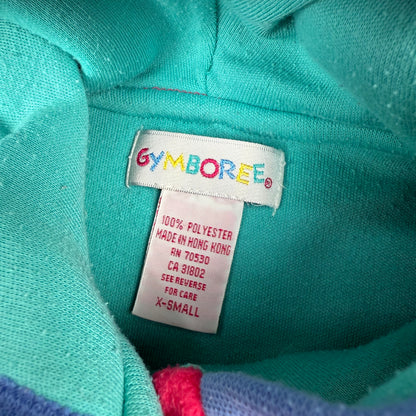 GYMBOREE®
100% POLYESTER
MADE IN HONG KONG
RN 70530
CA 31802
SEE REVERSE
FOR CARE
X-SMALL